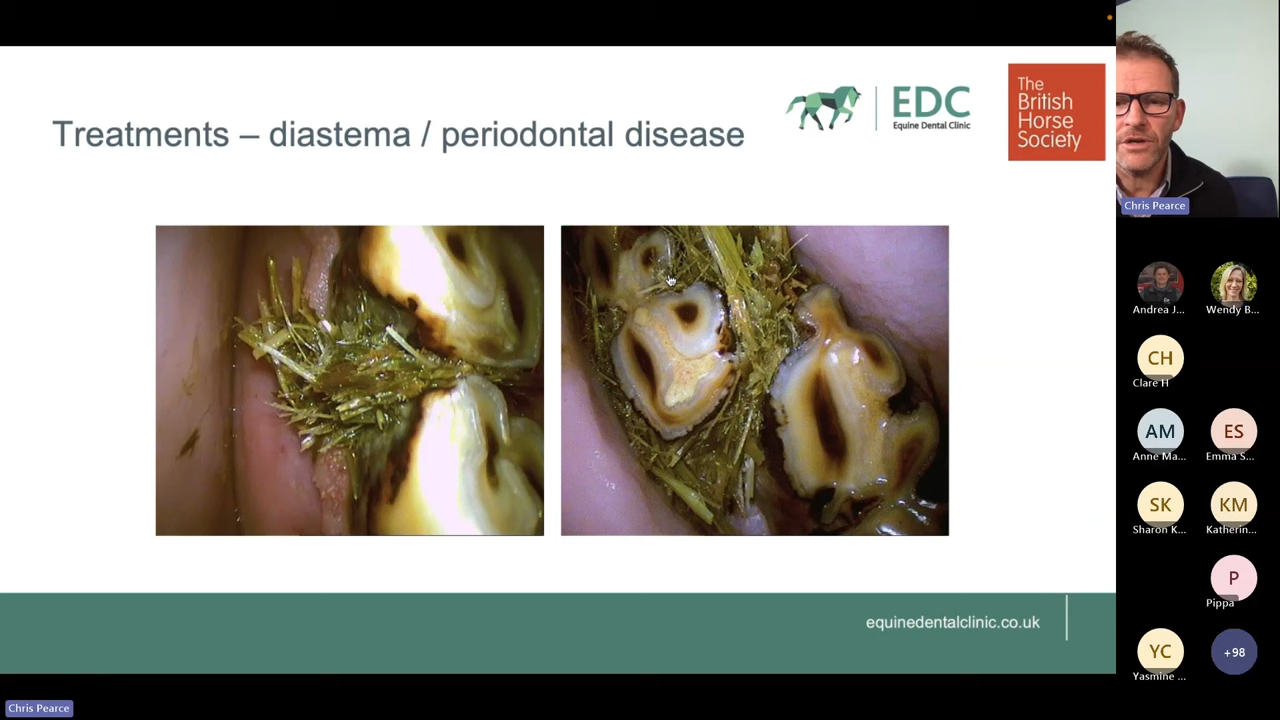 Treatments – diastema / periodontal disease
EDC
Equine Dental Clinic
The
British
Horse
Society
Chris Pearce
Andrea J...
Wendy B...
CH
Clare H
AM
Anne Ma...
ES
Emma S...
SK
Sharon K...
KM
Katherin...
P
Pippa
YC
Yasmine ...
+98
equinedentalclinic.co.uk
Chris Pearce